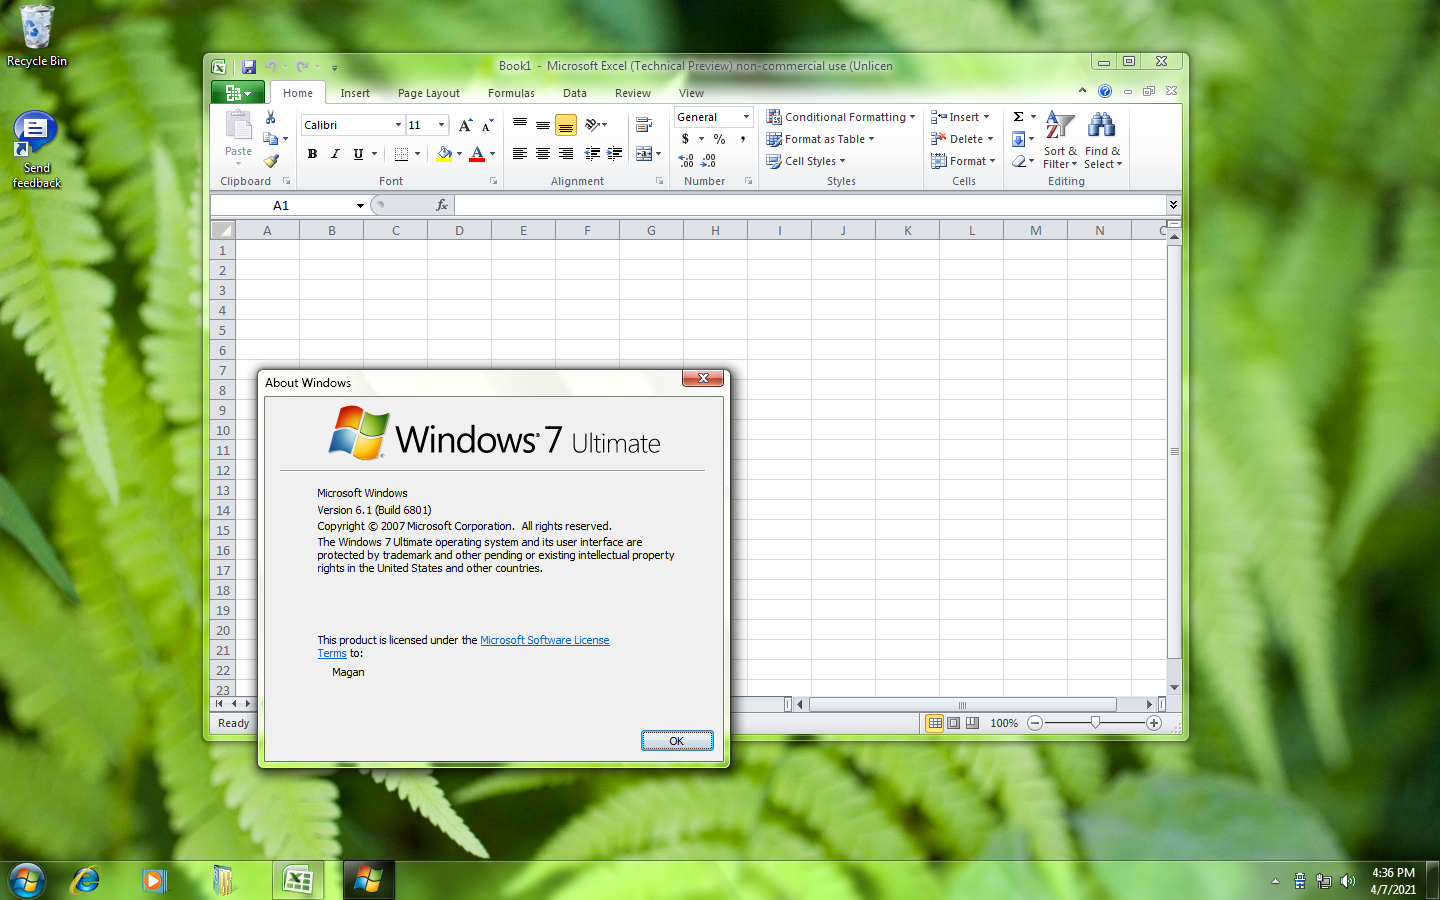 Recycle Bin
Send
feedback
Book1 - Microsoft Excel (Technical Preview) non-commercial use (Unlicen
Home Insert Page Layout Formulas Data Review View
Paste
Calibri 11
B I U
General
$ % ,
Conditional Formatting
Format as Table
Cell Styles
Insert
Delete
Format
Σ
Sort &
Filter
Find &
Select
Clipboard Font Alignment Number Styles Cells Editing
A1 fx
A B C D E F G H I J K L M N
1
2
3
4
5
6
7
8
9
10
11
12
13
14
15
16
17
18
19
20
21
22
23
About Windows
Windows 7 Ultimate
Microsoft Windows
Version 6.1 (Build 6801)
Copyright © 2007 Microsoft Corporation. All rights reserved.
The Windows 7 Ultimate operating system and its user interface are
protected by trademark and other pending or existing intellectual property
rights in the United States and other countries.
This product is licensed under the Microsoft Software License
Terms to:
Magan
OK
Ready
100%
4:36 PM
4/7/2021